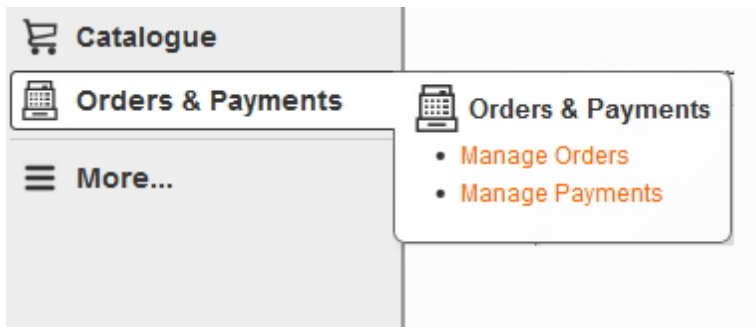 Catalogue
Orders & Payments
More...
Orders & Payments
Manage Orders
Manage Payments